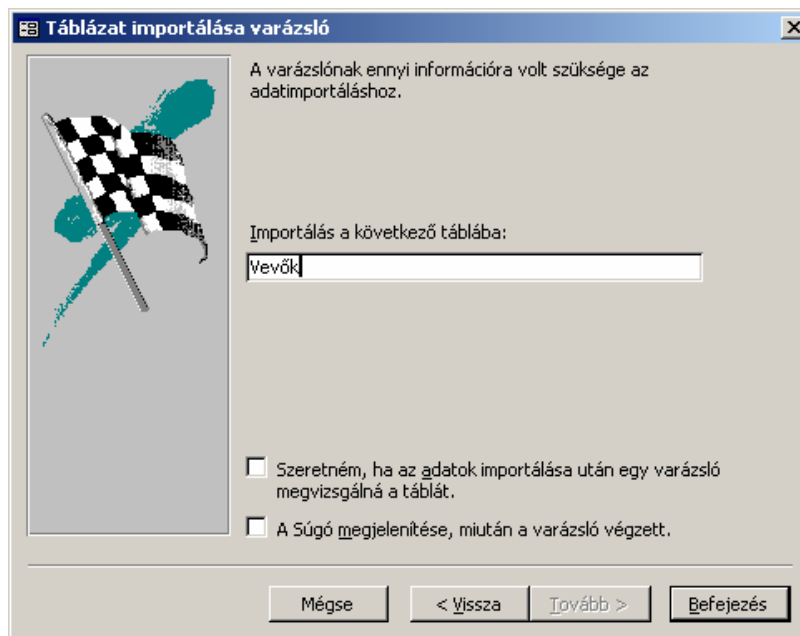 Táblázat importálása varázsló
A varázslónak ennyi információra volt szüksége az
adatimportáláshoz.
Importálás a következő táblába:
Vevők
Szeretném, ha az adatok importálása után egy varázsló
megvizsgálná a táblát.
A Súgó megjelenítése, miután a varázsló végzett.
Mégse
< Vissza
Tovább >
Befejezés